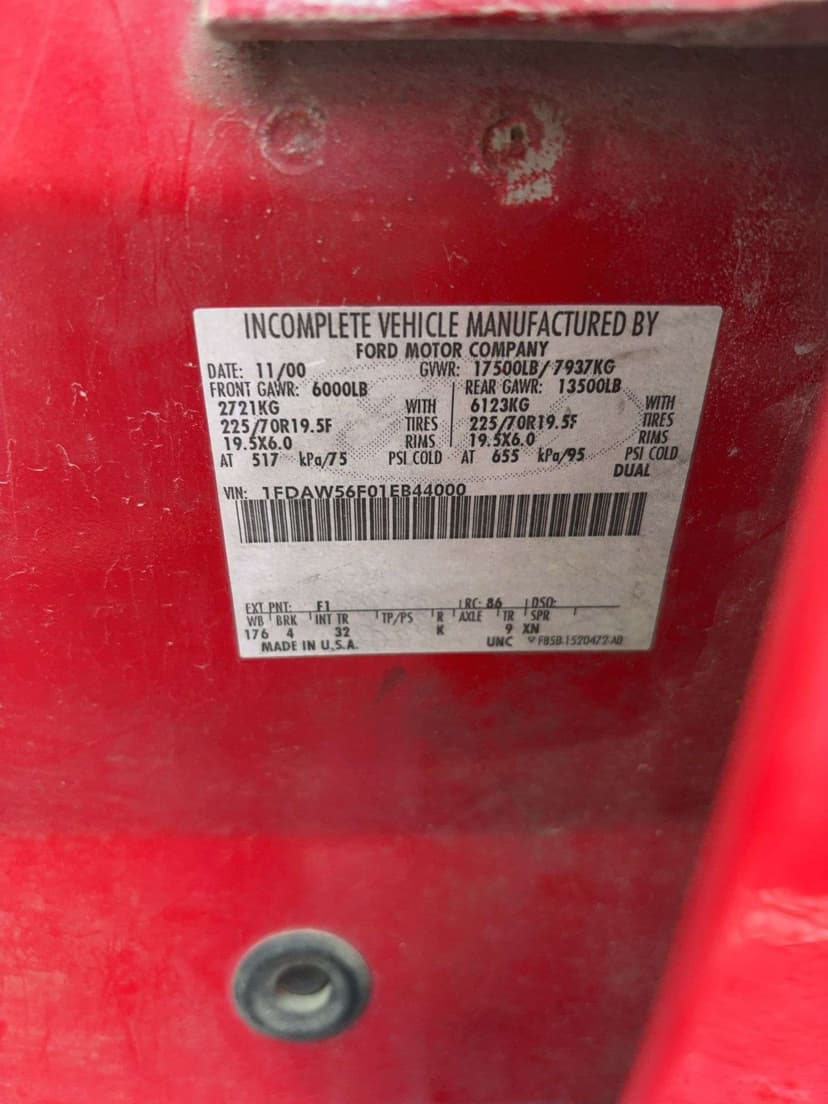 INCOMPLETE VEHICLE MANUFACTURED BY
FORD MOTOR COMPANY
DATE: 11/00 GVWR: 17500LB/ 7937KG
FRONT GAWR: 6000LB REAR GAWR: 13500LB
2721KG WITH 6123KG WITH
225/70R19.5F TIRES 225/70R19.5F TIRES
19.5X6.0 RIMS 19.5X6.0 RIMS
AT 517 kPa/75 PSI COLD AT 655 kPa/95 PSI COLD
DUAL
VIN: 1FDAW56F01EB44000
EXT PNT: F1 RC: 86 DSO:
WB BRK INT TR TP/PS R AXLE TR SPR
176 4 32 K 9 XN
MADE IN U.S.A. UNC F85B-1520472-AD